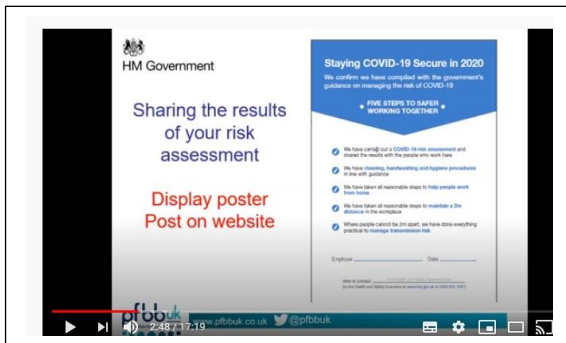 HM Government
Sharing the results
of your risk
assessment
Display poster
Post on website
Staying COVID-19 Secure in 2020
We confirm we have complied with the government's
guidance on managing the risk of COVID-19
• FIVE STEPS TO SAFER
WORKING TOGETHER •
We have carried out a COVID-19 risk assessment and
shared the results with the people who work here
We have cleaning, handwashing and hygiene procedures
in line with guidance
We have taken all reasonable steps to help people work
from home
We have taken all reasonable steps to maintain a 2m
distance in the workplace
Where people cannot be 2m apart, we have done everything
practical to manage transmission risk
Employer Date
Who to contact:
pfbbuk www.pfbbuk.co.uk @pfbbuk
2:48 / 17:19